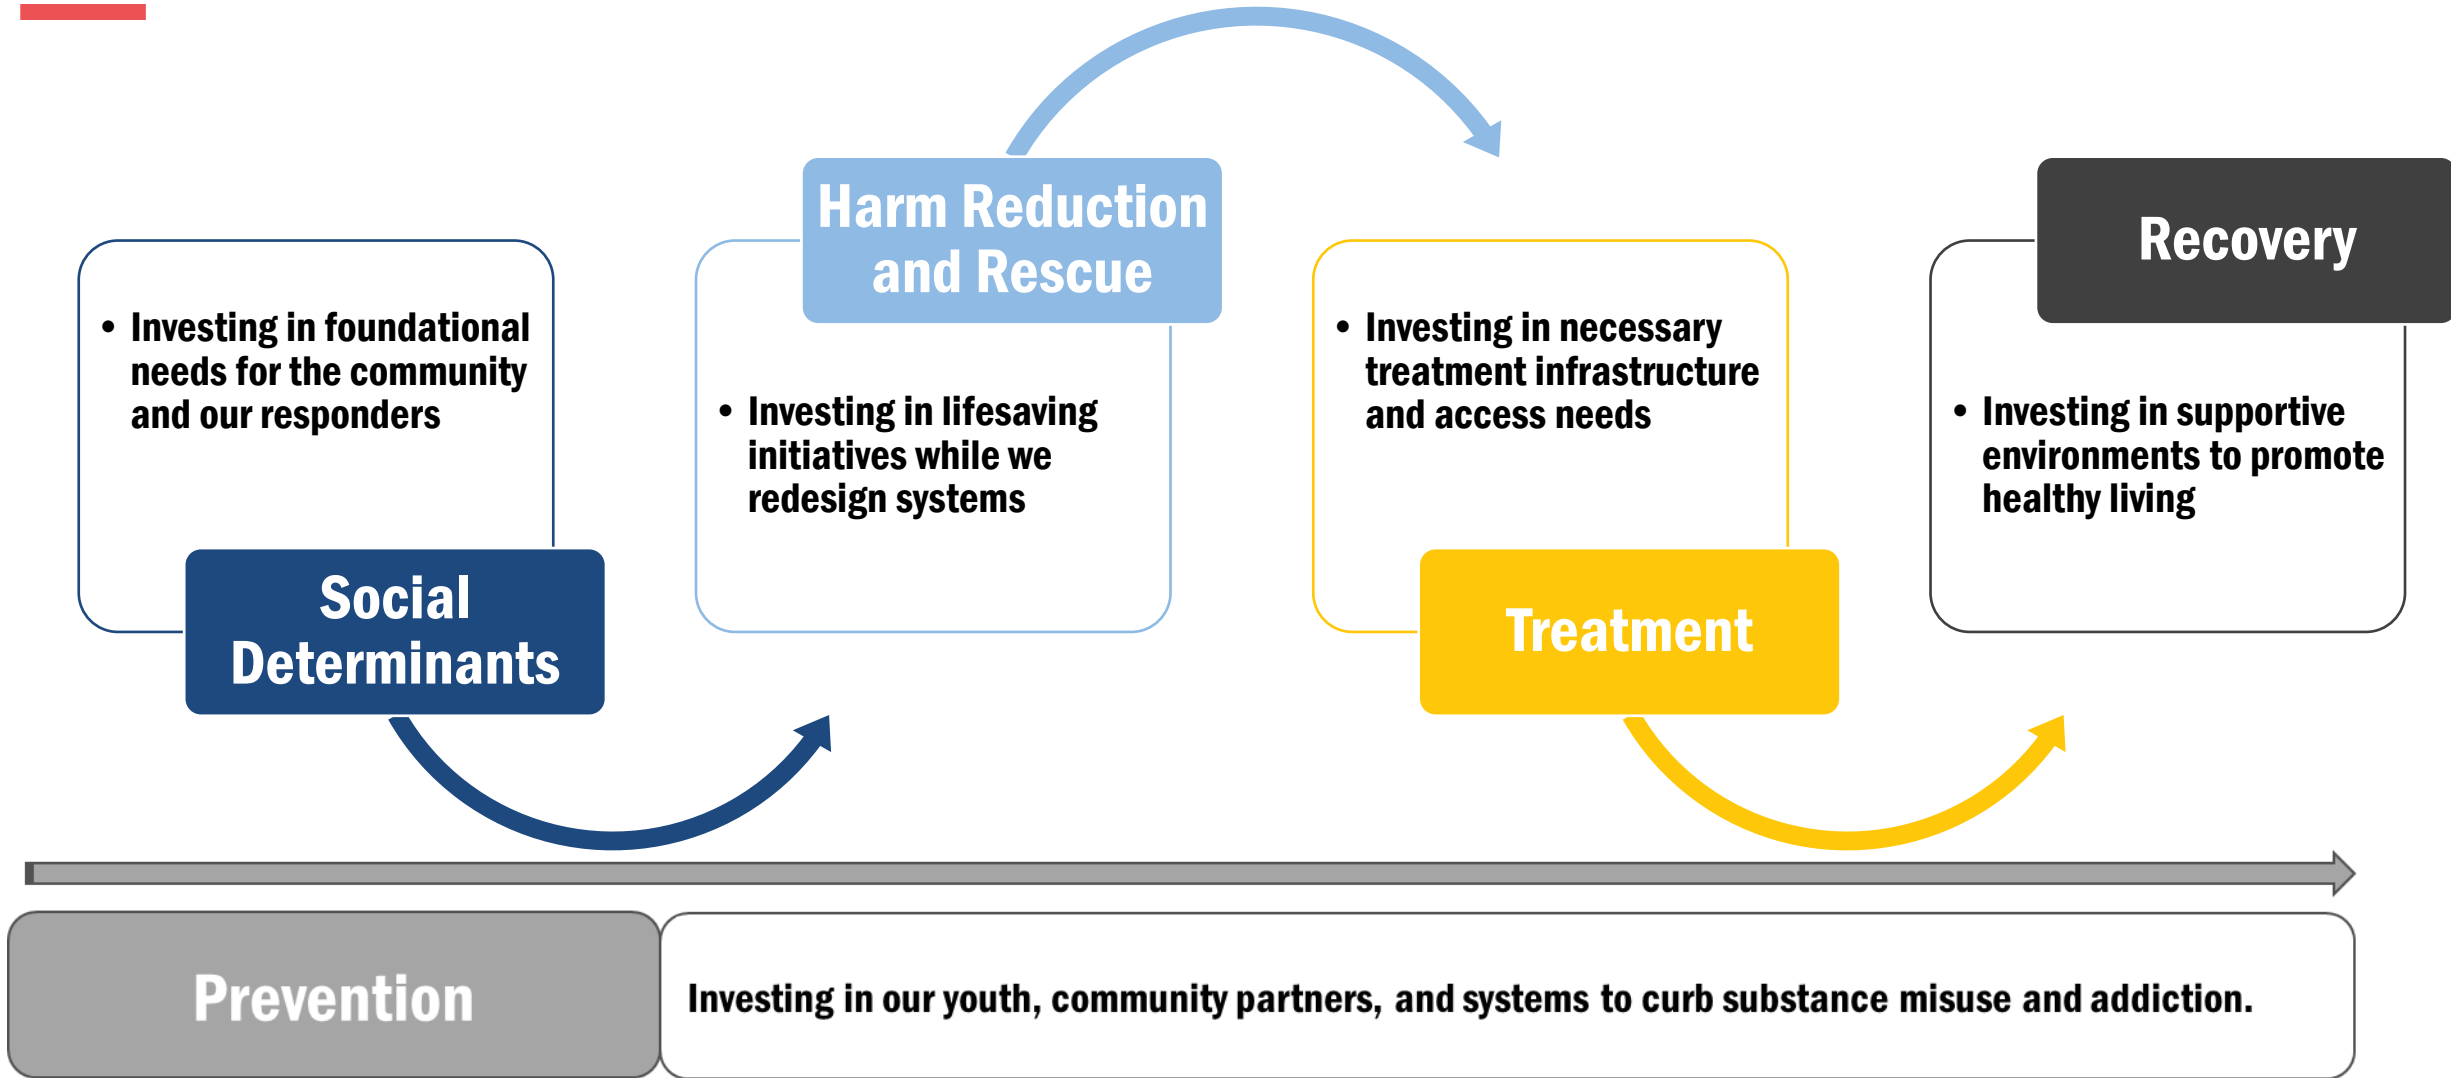 • Investing in foundational
needs for the community
and our responders
Social
Determinants
Harm Reduction
and Rescue
• Investing in lifesaving
initiatives while we
redesign systems
• Investing in necessary
treatment infrastructure
and access needs
Treatment
Recovery
• Investing in supportive
environments to promote
healthy living
Prevention
Investing in our youth, community partners, and systems to curb substance misuse and addiction.